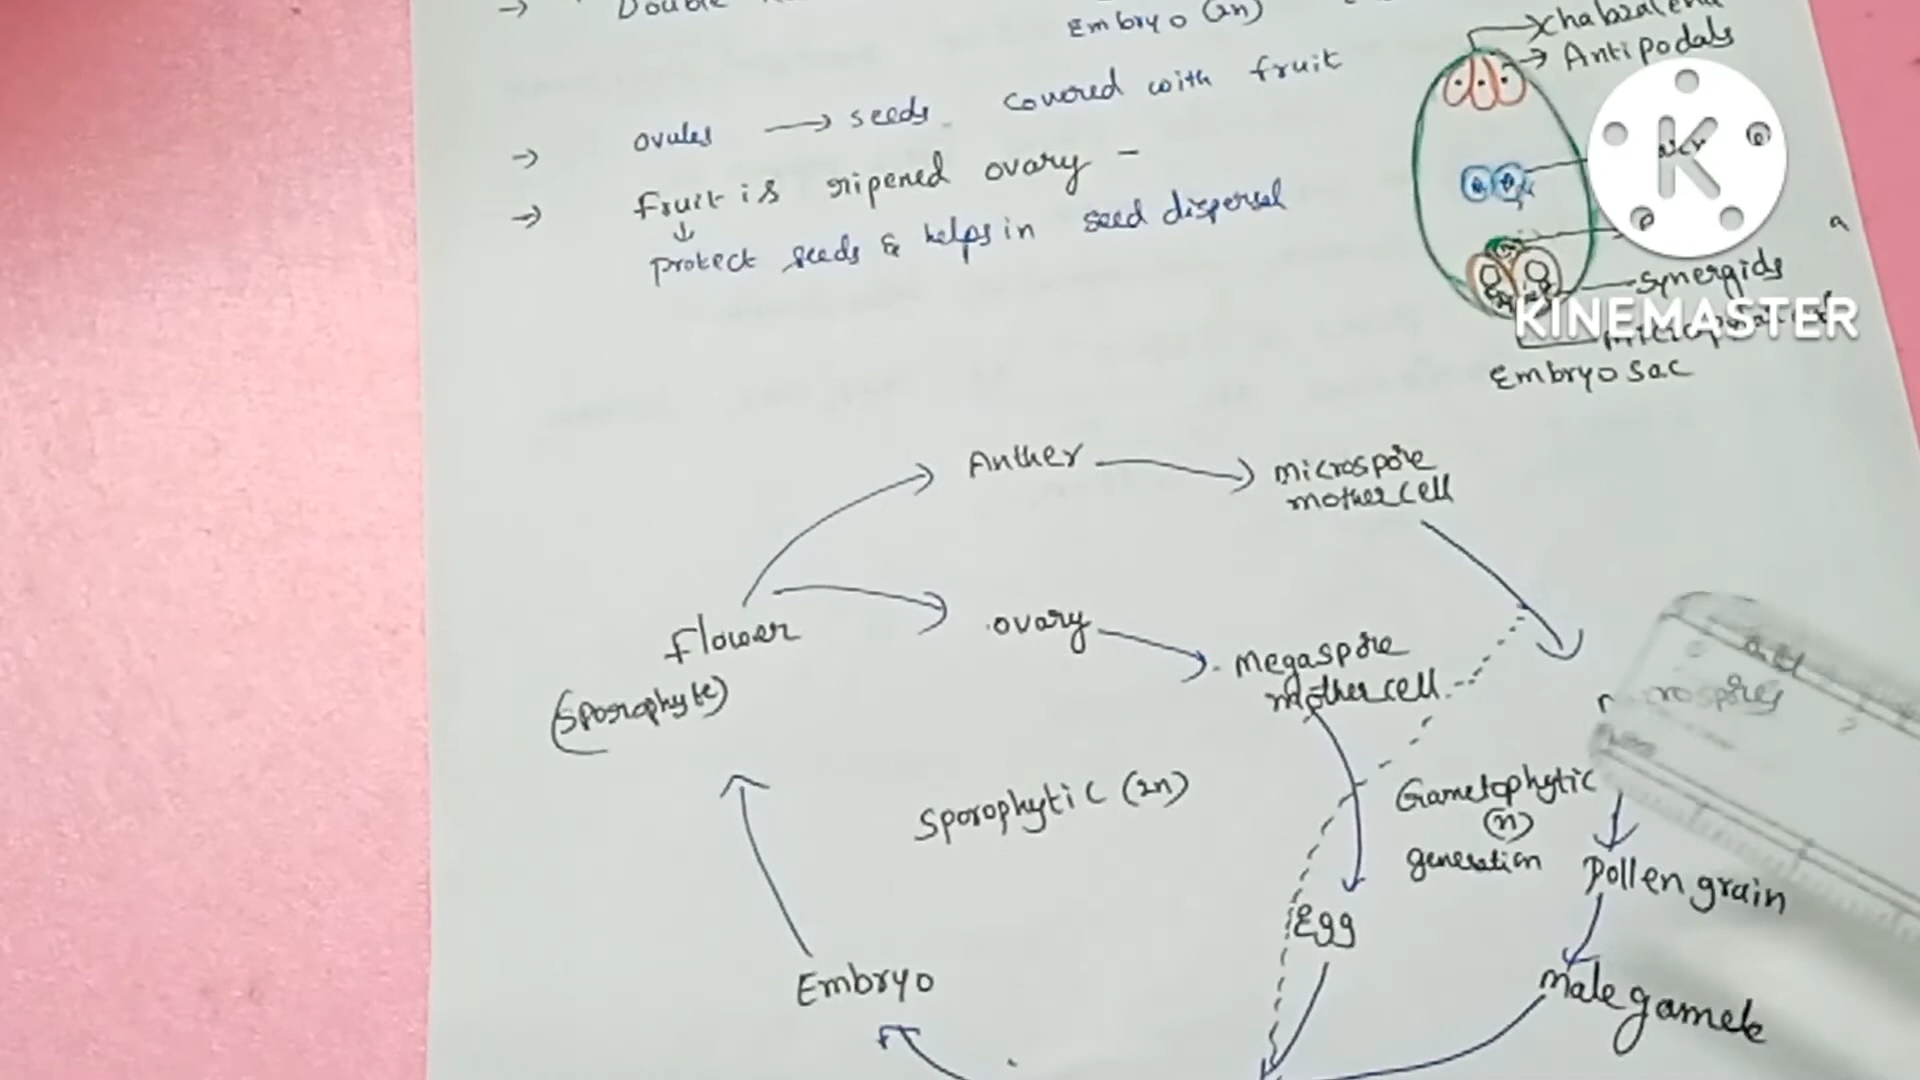 Double
Embryo (2n)
Antipodals
ovules → seeds covered with fruit
fruit is ripened ovary -
protect seeds & helps in seed dispersal
synergids
KINEMASTER
Embryo sac
Anther
microspore
mother cell
flower
(sporophyte)
ovary
Megaspore
mother cell
Sporophytic (2n)
Gametophytic
(n)
generation
Pollen grain
Egg
Embryo
male gamete